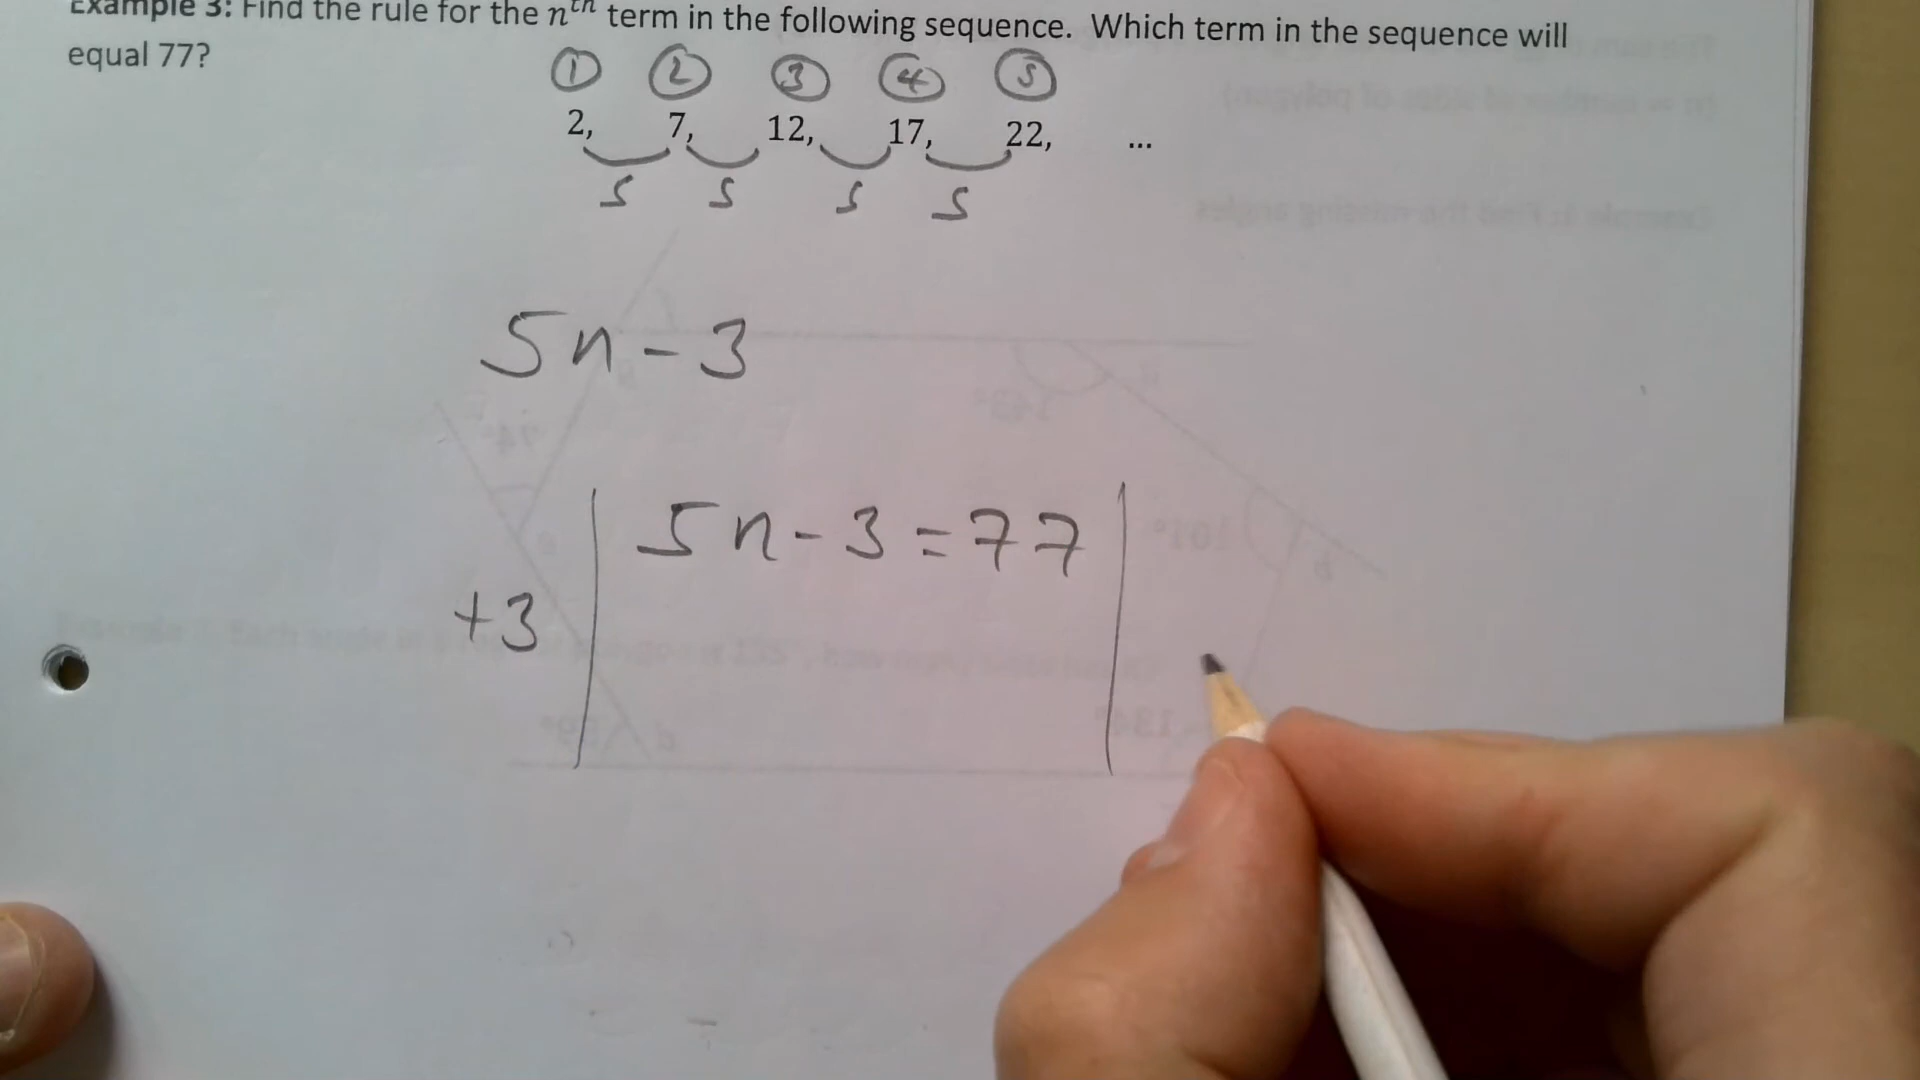 Example 3: Find the rule for the nth term in the following sequence. Which term in the sequence will
equal 77?
1 2 3 4 5
2, 7, 12, 17, 22, ...
5 5 5 5
5n - 3
5n - 3 = 77
+3